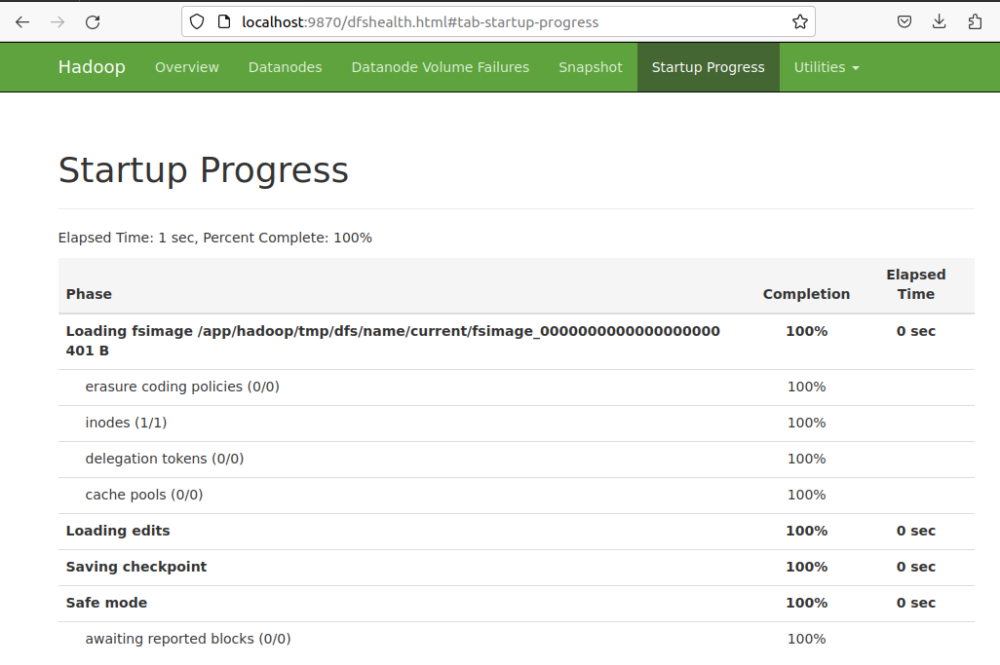 localhost:9870/dfshealth.html#tab-startup-progress
Hadoop Overview Datanodes Datanode Volume Failures Snapshot Startup Progress Utilities
Startup Progress
Elapsed Time: 1 sec, Percent Complete: 100%
Phase Completion Elapsed Time
Loading fsimage /app/hadoop/tmp/dfs/name/current/fsimage_0000000000000000000 100% 0 sec
401 B
erasure coding policies (0/0) 100%
inodes (1/1) 100%
delegation tokens (0/0) 100%
cache pools (0/0) 100%
Loading edits 100% 0 sec
Saving checkpoint 100% 0 sec
Safe mode 100% 0 sec
awaiting reported blocks (0/0) 100%